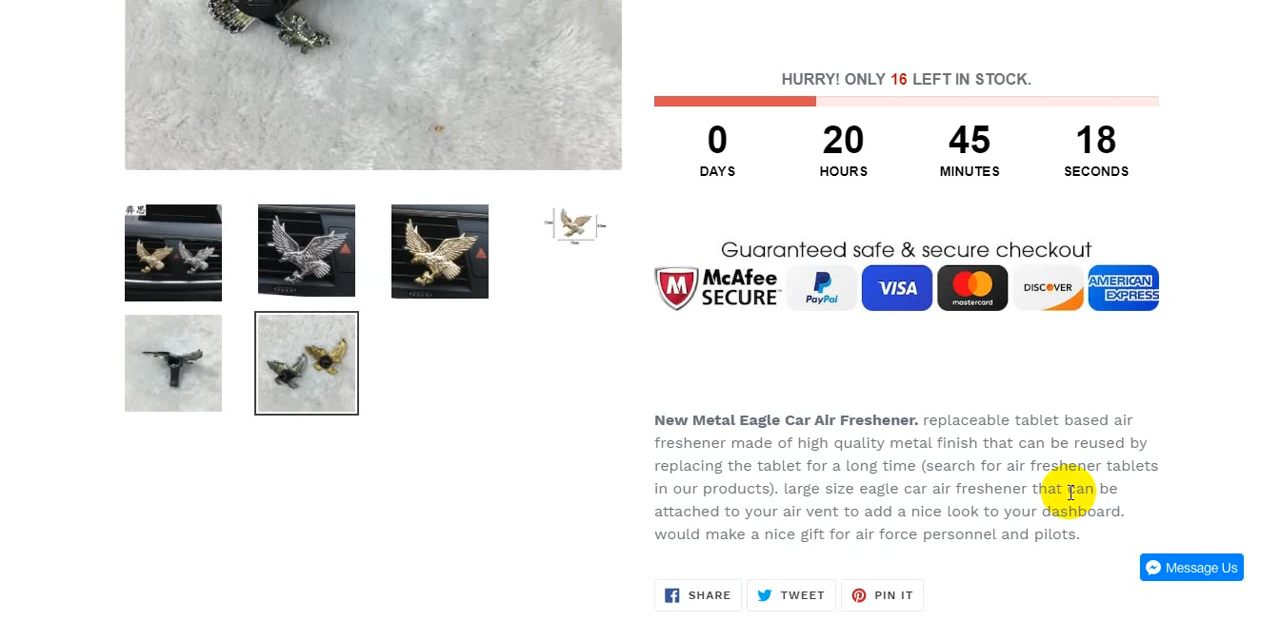 HURRY! ONLY 16 LEFT IN STOCK.
0 20 45 18
DAYS HOURS MINUTES SECONDS
Guaranteed safe & secure checkout
M McAfee SECURE PayPal VISA mastercard DISCOVER AMERICAN EXPRESS
New Metal Eagle Car Air Freshener. replaceable tablet based air
freshener made of high quality metal finish that can be reused by
replacing the tablet for a long time (search for air freshener tablets
in our products). large size eagle car air freshener that can be
attached to your air vent to add a nice look to your dashboard.
would make a nice gift for air force personnel and pilots.
Message Us
SHARE TWEET PIN IT